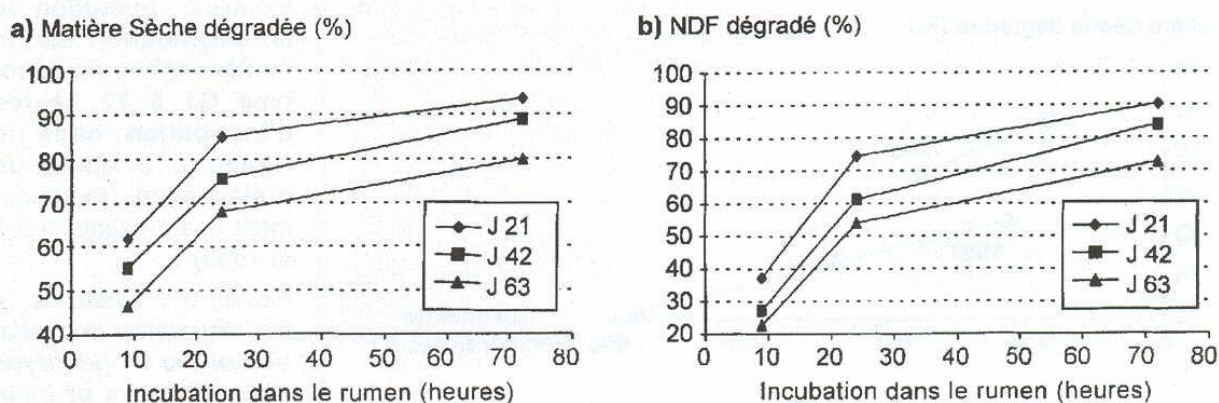 a) Matière Sèche dégradée (%)
100
90
80
70
60
50
40
0 10 20 30 40 50 60 70 80
J 21
J 42
J 63
Incubation dans le rumen (heures)
b) NDF dégradé (%)
100
90
80
70
60
50
40
30
20
0 10 20 30 40 50 60 70 80
J 21
J 42
J 63
Incubation dans le rumen (heures)